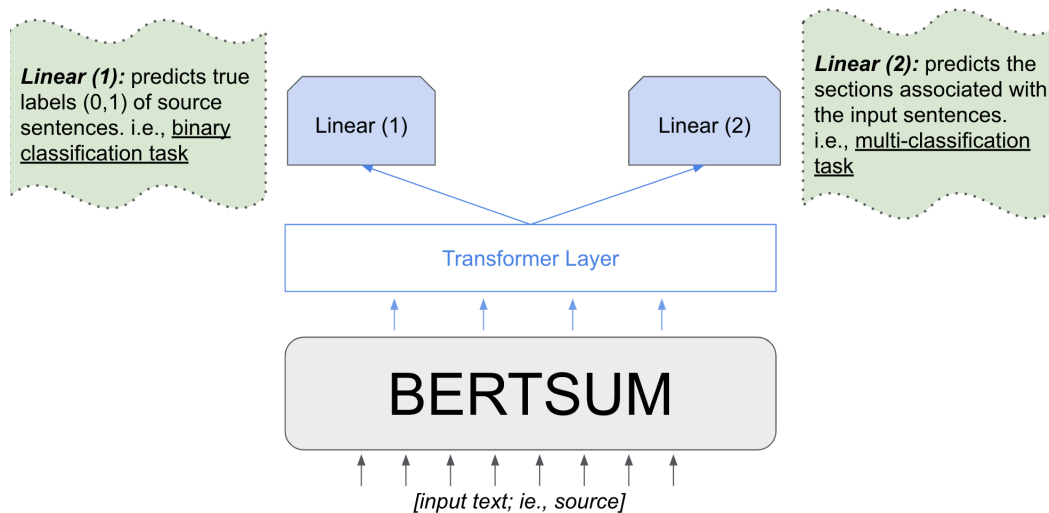 Linear (1): predicts true
labels (0,1) of source
sentences. i.e., binary
classification task
Linear (1)
Linear (2)
Linear (2): predicts the
sections associated with
the input sentences.
i.e., multi-classification
task
Transformer Layer
BERTSUM
[input text; ie., source]